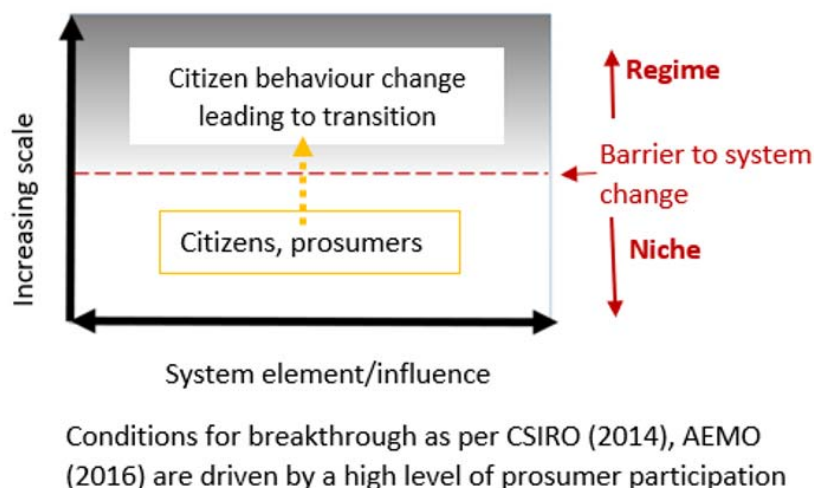 Increasing scale
Citizen behaviour change
leading to transition
Citizens, prosumers
Regime
Barrier to system
change
Niche
System element/influence
Conditions for breakthrough as per CSIRO (2014), AEMO
(2016) are driven by a high level of prosumer participation